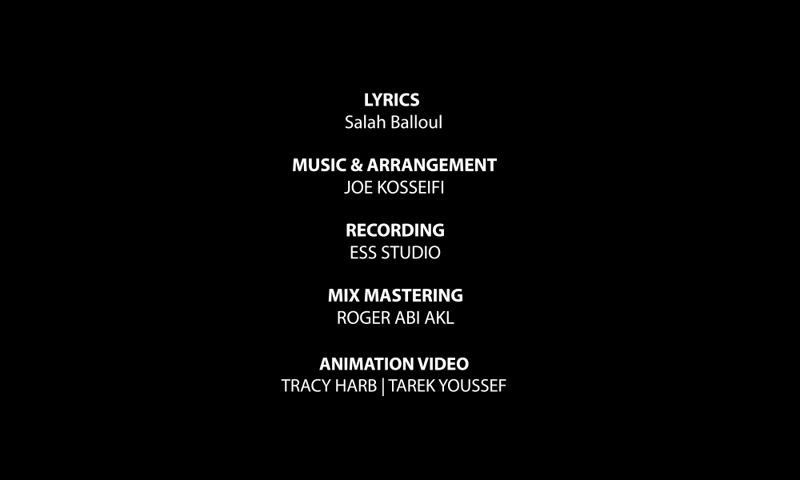 LYRICS
Salah Balloul
MUSIC & ARRANGEMENT
JOE KOSSEIFI
RECORDING
ESS STUDIO
MIX MASTERING
ROGER ABI AKL
ANIMATION VIDEO
TRACY HARB | TAREK YOUSSEF